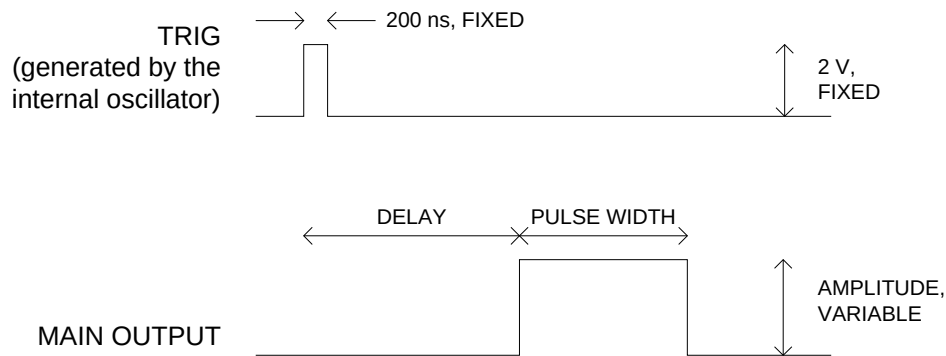 200 ns, FIXED
TRIG
(generated by the
internal oscillator)
2 V,
FIXED
DELAY
PULSE WIDTH
AMPLITUDE,
VARIABLE
MAIN OUTPUT